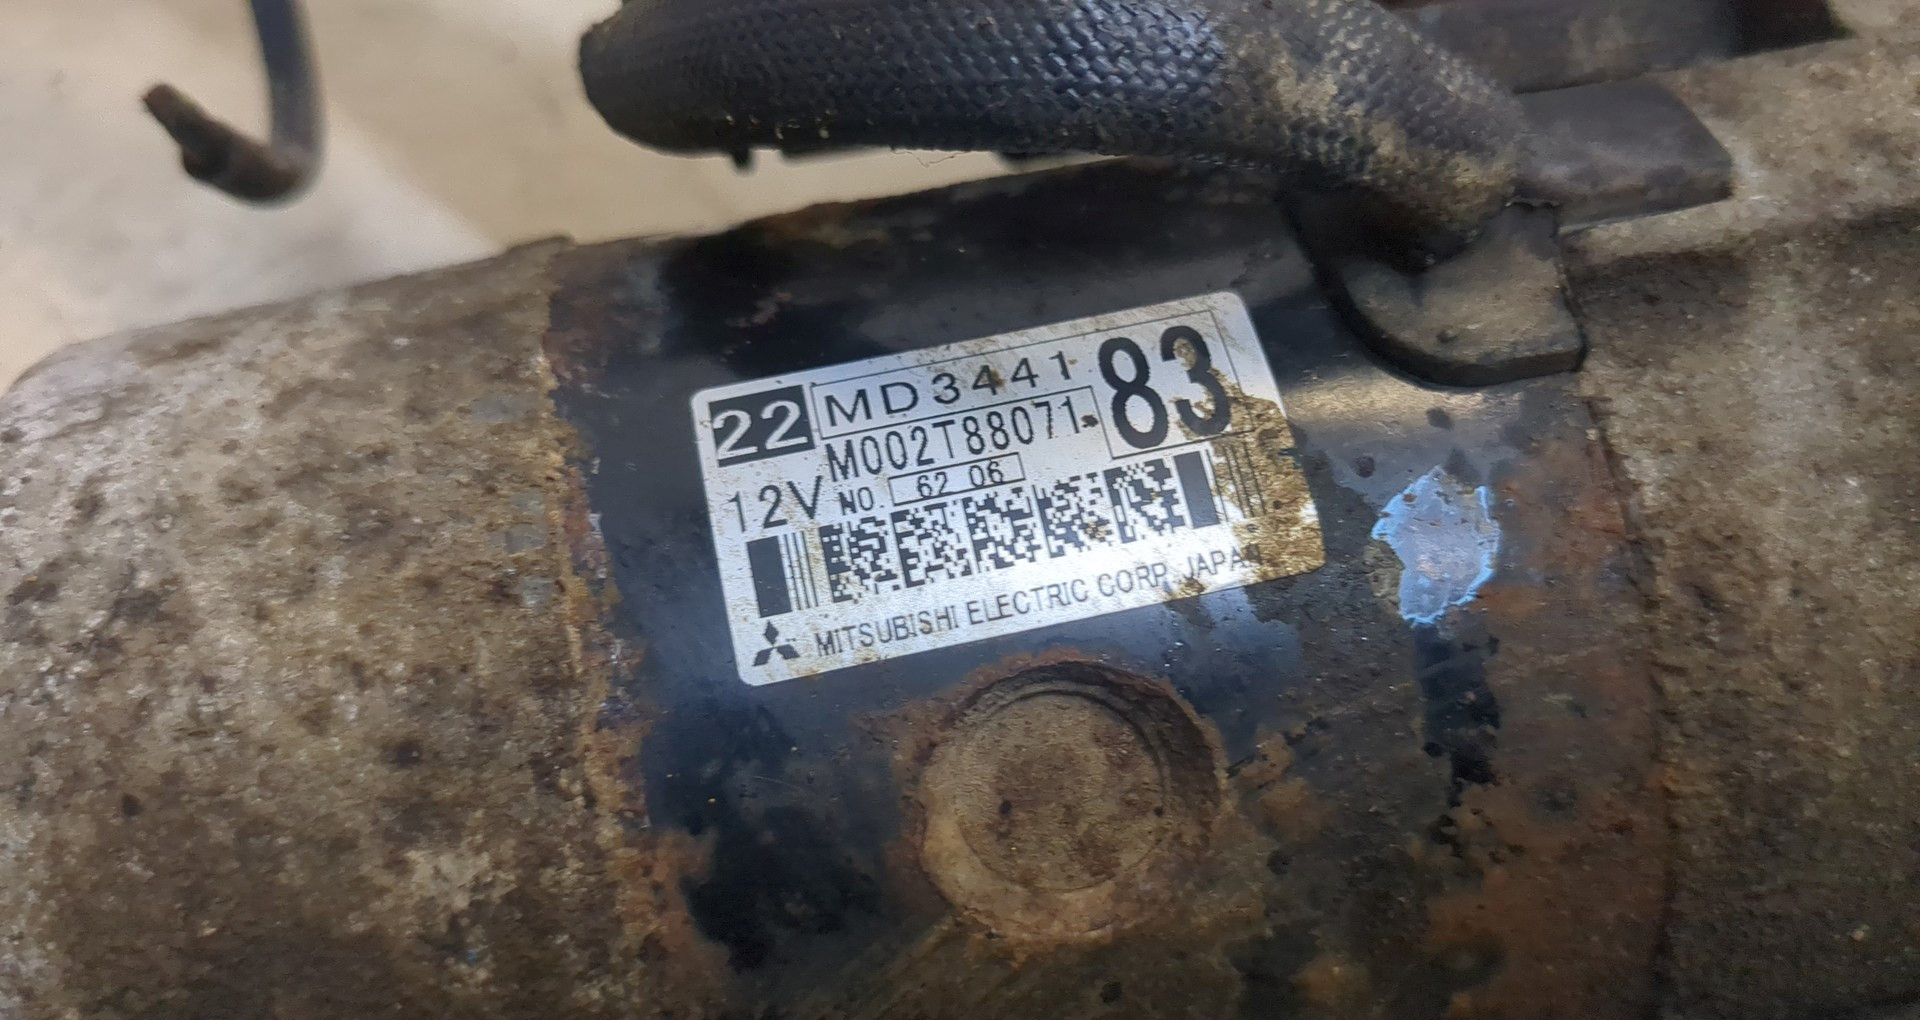 22 MD3441 83
M002T88071
12V NO 62 06
MITSUBISHI ELECTRIC CORP. JAPAN